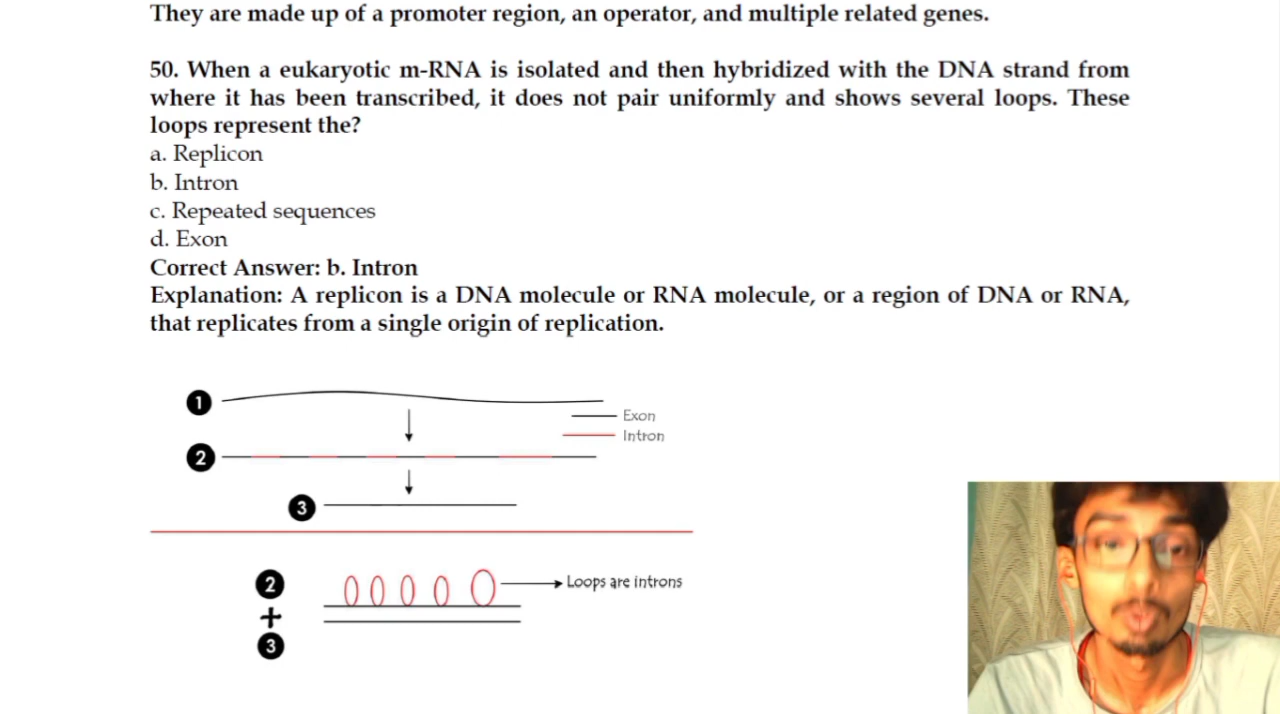 They are made up of a promoter region, an operator, and multiple related genes.
50. When a eukaryotic m-RNA is isolated and then hybridized with the DNA strand from
where it has been transcribed, it does not pair uniformly and shows several loops. These
loops represent the?
a. Replicon
b. Intron
c. Repeated sequences
d. Exon
Correct Answer: b. Intron
Explanation: A replicon is a DNA molecule or RNA molecule, or a region of DNA or RNA,
that replicates from a single origin of replication.
1
Exon
Intron
2
3
2
Loops are introns
+
3